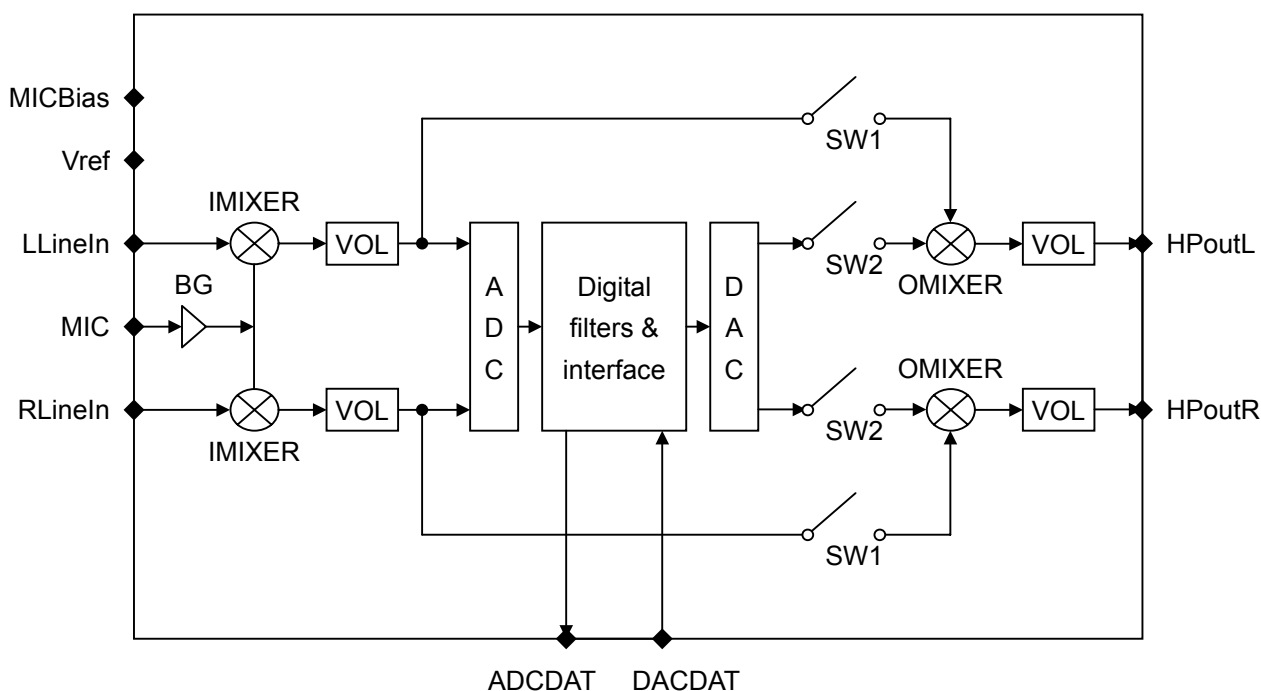 MICBias
SW1
Vref
IMIXER
LLineIn
VOL
SW2
OMIXER
VOL
HPoutL
BG
MIC
A
D
C
Digital
filters &
interface
D
A
C
OMIXER
RLineIn
IMIXER
VOL
SW2
VOL
HPoutR
SW1
ADCDAT
DACDAT